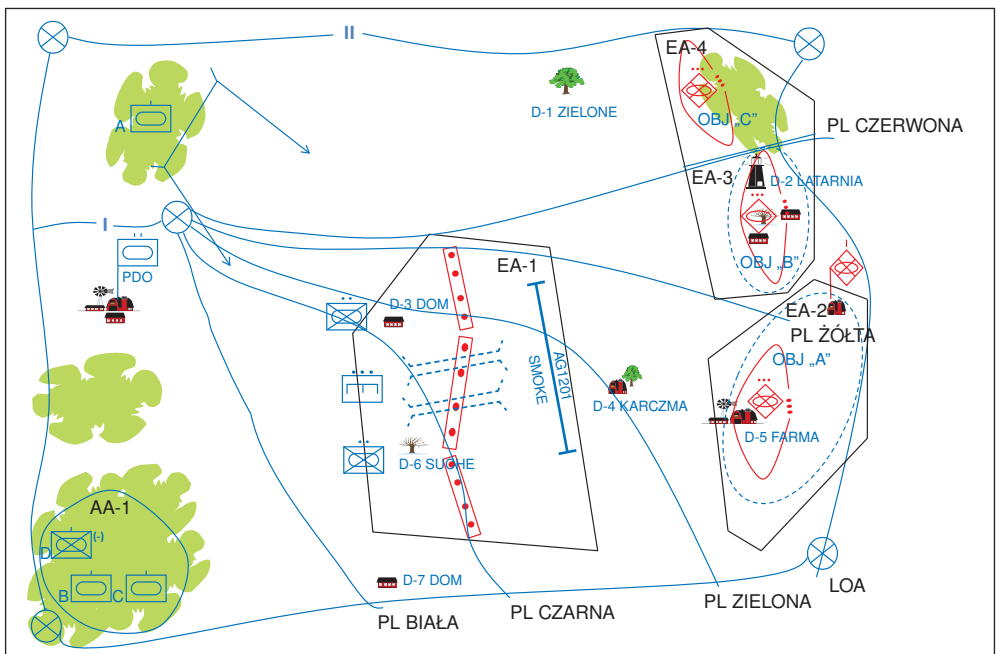 II
EA-4
A
D-1 ZIELONE
OBJ „C”
PL CZERWONA
EA-3
D-2 LATARNIA
I
PDO
OBJ „B”
EA-1
EA-2
D-3 DOM
PL ŻÓŁTA
AG1201
SMOKE
OBJ „A”
D-4 KARCZMA
D-5 FARMA
D-6 SUCHE
AA-1
D
(-)
B
C
D-7 DOM
PL BIAŁA
PL CZARNA
PL ZIELONA
LOA